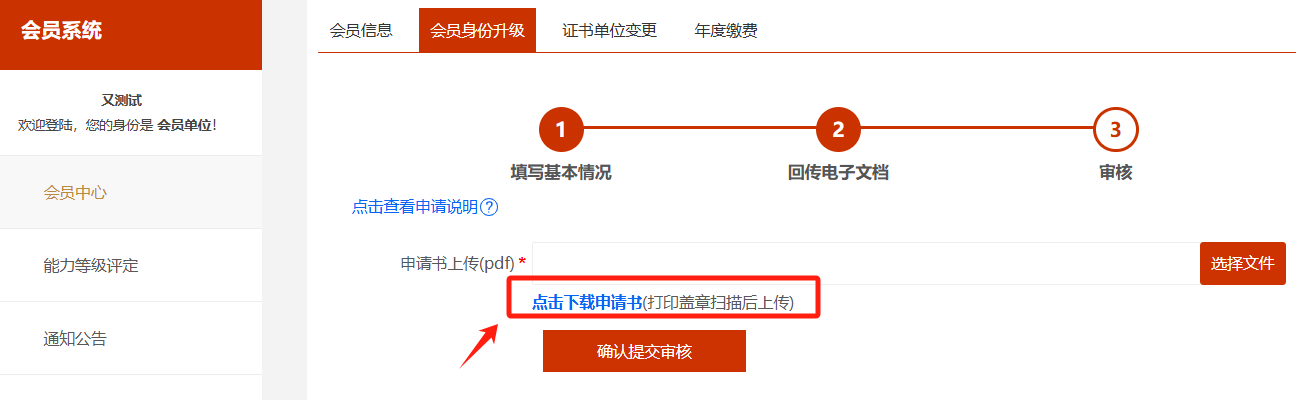 会员系统
又测试
欢迎登陆，您的身份是 会员单位！
会员中心
能力等级评定
通知公告
会员信息
会员身份升级
证书单位变更
年度缴费
1
2
3
填写基本情况
回传电子文档
审核
点击查看申请说明?
申请书上传(pdf) *
选择文件
点击下载申请书(打印盖章扫描后上传)
确认提交审核